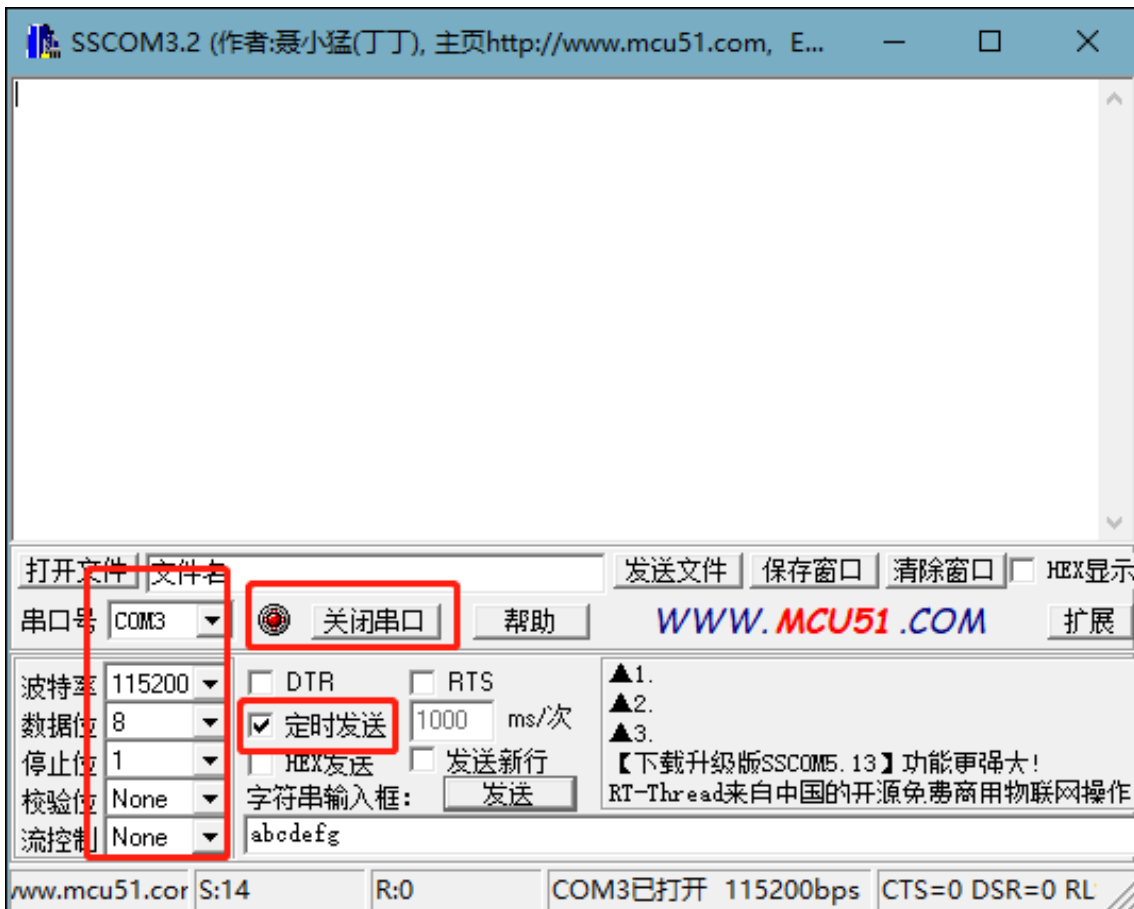 SSCOM3.2 (作者:聂小猛(丁丁), 主页http://www.mcu51.com, E...
打开文件 文件名 发送文件 保存窗口 清除窗口 HEX显示
串口号 COM3 关闭串口 帮助 WWW.MCU51.COM 扩展
波特率 115200 DTR RTS ▲1.
数据位 8 定时发送 1000 ms/次 ▲2.
▲3.
停止位 1 HEX发送 发送新行 【下载升级版SSCOM5.13】功能更强大!
校验位 None 字符串输入框: 发送 RT-Thread来自中国的开源免费商用物联网操作
流控制 None abcdefg
www.mcu51.cor S:14 R:0 COM3已打开 115200bps CTS=0 DSR=0 RL